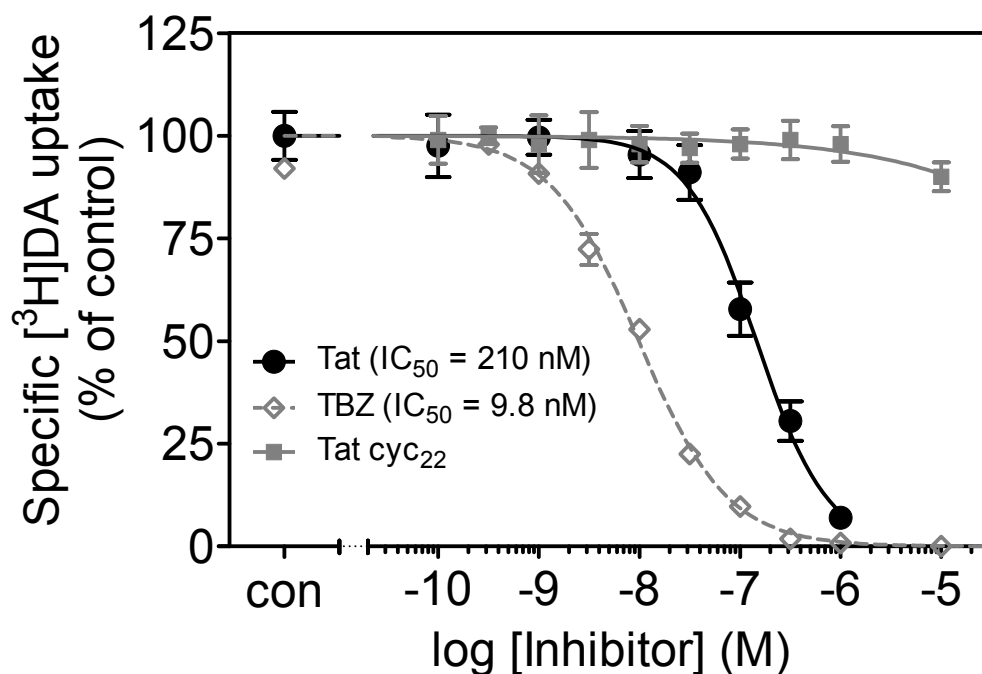 Specific [³H]DA uptake
(% of control)
125
100
75
50
25
0
Tat (IC₅₀ = 210 nM)
TBZ (IC₅₀ = 9.8 nM)
Tat cyc₂₂
con -10 -9 -8 -7 -6 -5
log [Inhibitor] (M)